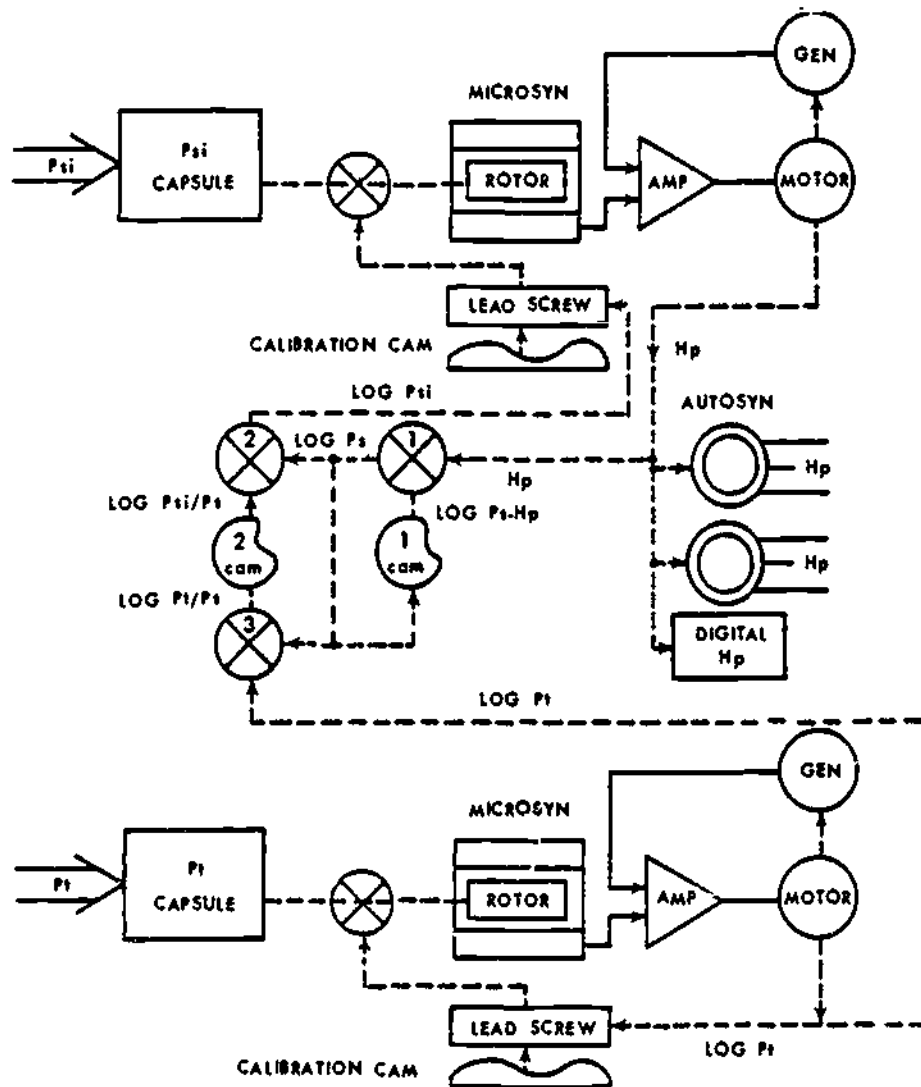 GEN
MICROSYN
Psi
Psi
CAPSULE
ROTOR
AMP
MOTOR
LEAD SCREW
CALIBRATION CAM
Hp
LOG Psi
AUTOSYN
2
LOG Ps
1
Hp
Hp
LOG Psi/Ps
LOG Ps-Hp
2
cam
1
cam
Hp
LOG Pt/Ps
3
DIGITAL
Hp
LOG Pt
GEN
MICROSYN
Pt
Pt
CAPSULE
ROTOR
AMP
MOTOR
LEAD SCREW
LOG Pt
CALIBRATION CAM